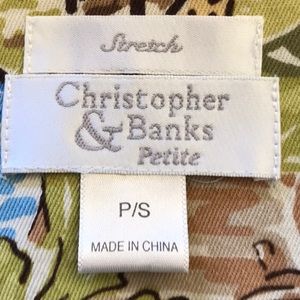 Stretch
Christopher
& Banks
Petite
P/S
MADE IN CHINA